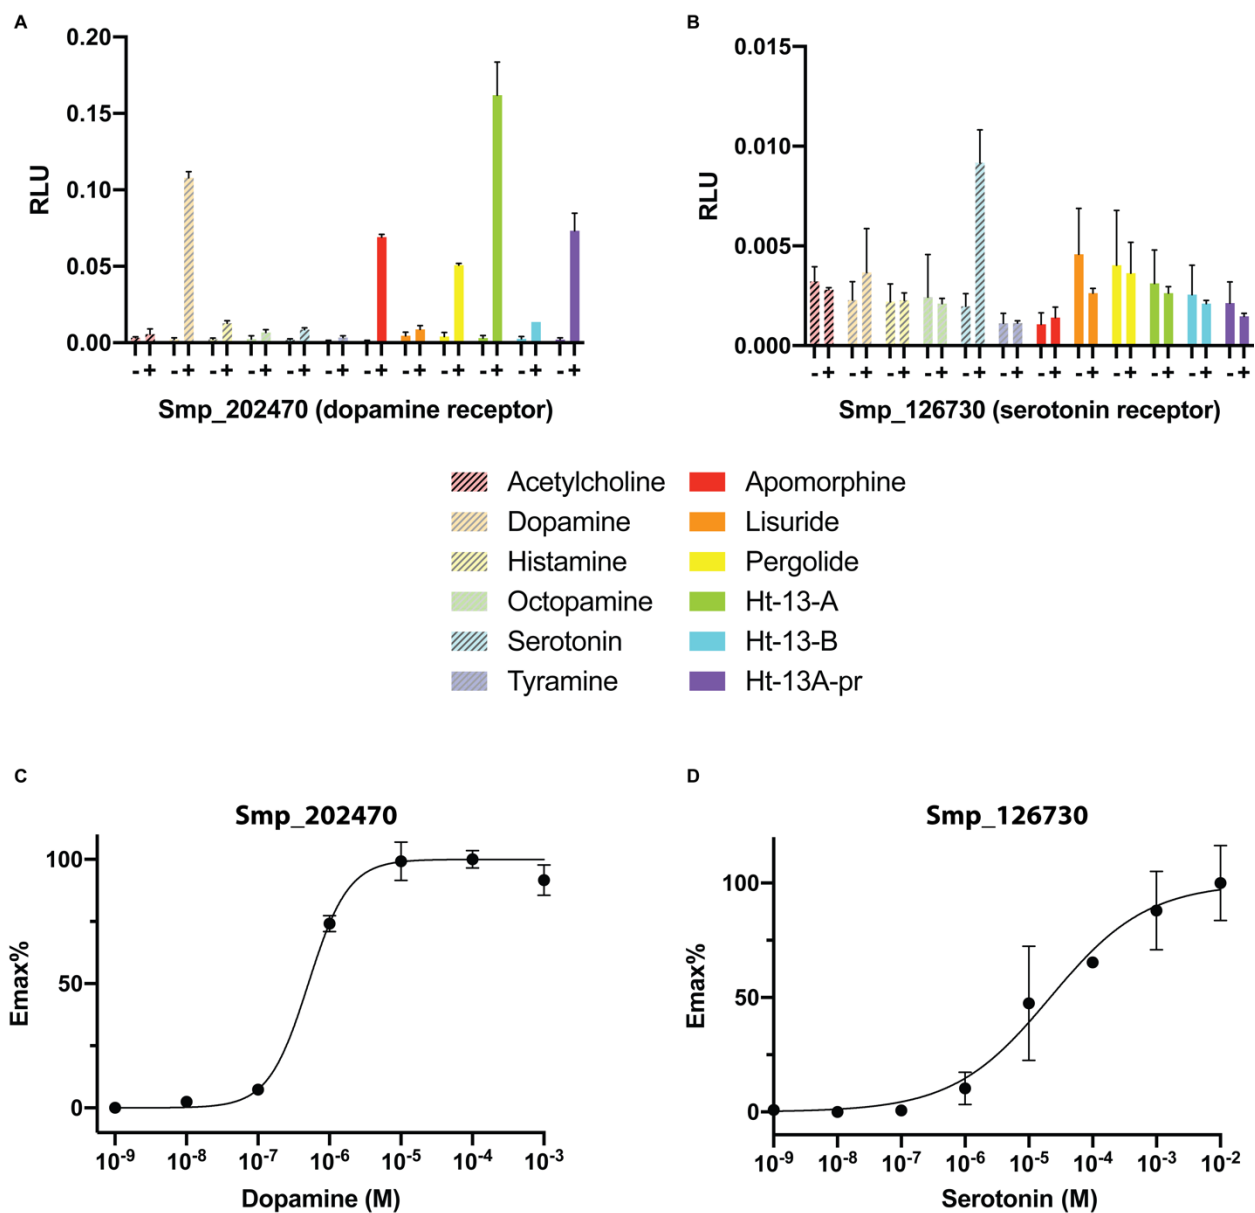 A
B
0.20
0.15
0.10
0.05
0.00
RLU
- + - + - + - + - + - + - + - + - + - + - + - +
Smp_202470 (dopamine receptor)
0.015
0.010
0.005
0.000
RLU
- + - + - + - + - + - + - + - + - + - + - + - +
Smp_126730 (serotonin receptor)
Acetylcholine
Dopamine
Histamine
Octopamine
Serotonin
Tyramine
Apomorphine
Lisuride
Pergolide
Ht-13-A
Ht-13-B
Ht-13A-pr
C
Smp_202470
100
50
0
Emax%
10⁻⁹ 10⁻⁸ 10⁻⁷ 10⁻⁶ 10⁻⁵ 10⁻⁴ 10⁻³
Dopamine (M)
D
Smp_126730
100
50
0
Emax%
10⁻⁹ 10⁻⁸ 10⁻⁷ 10⁻⁶ 10⁻⁵ 10⁻⁴ 10⁻³ 10⁻²
Serotonin (M)